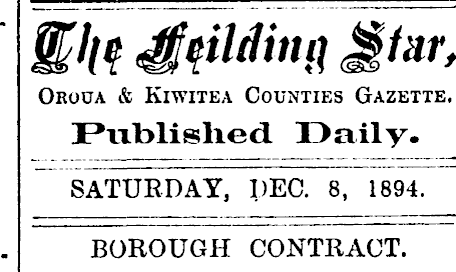 The Feilding Star,
OROUA & KIWITEA COUNTIES GAZETTE.
Published Daily.
SATURDAY, DEC. 8, 1894.
BOROUGH CONTRACT.